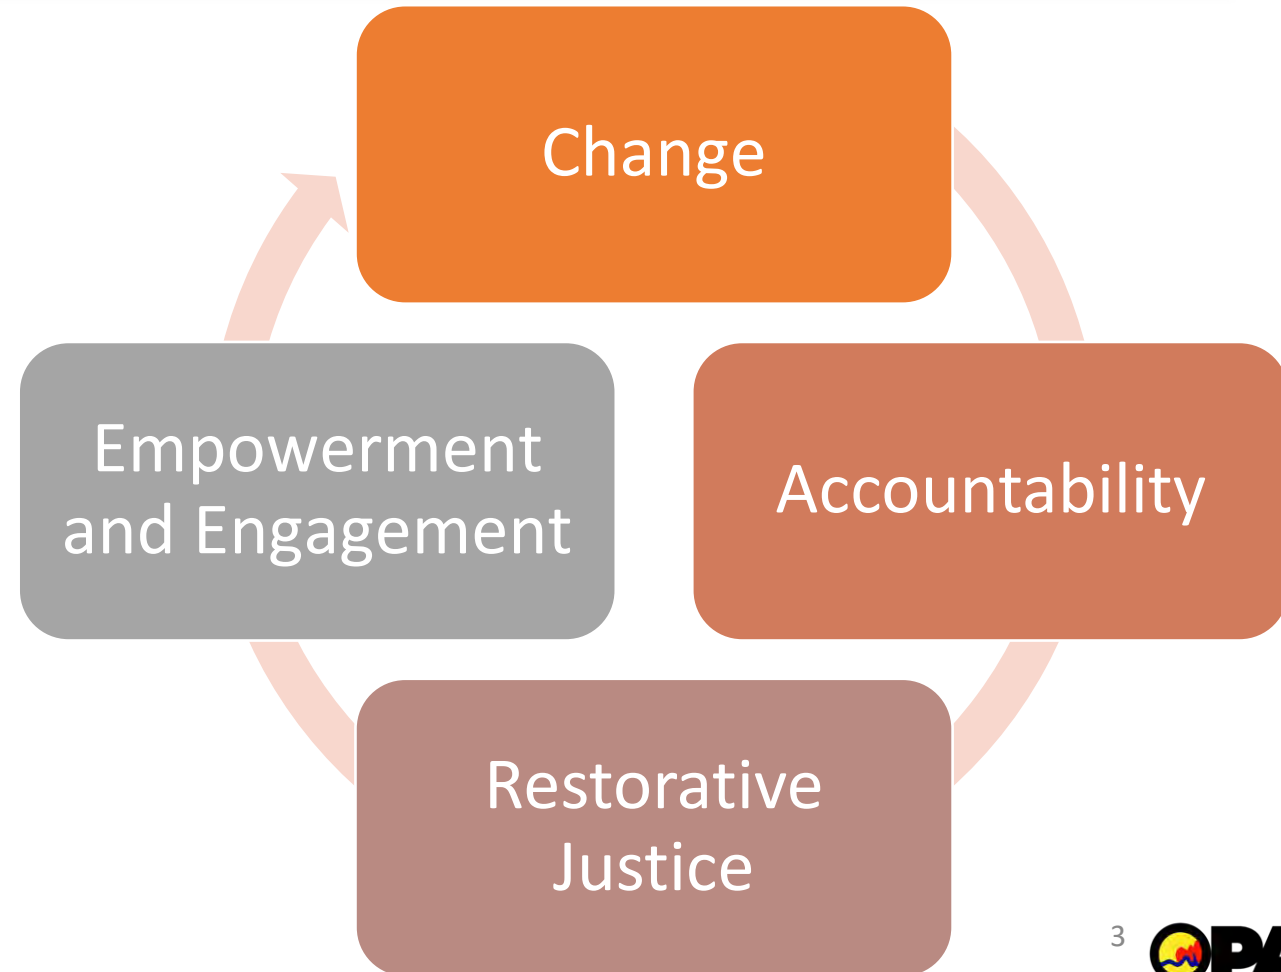 Change
Accountability
Restorative
Justice
Empowerment
and Engagement
3